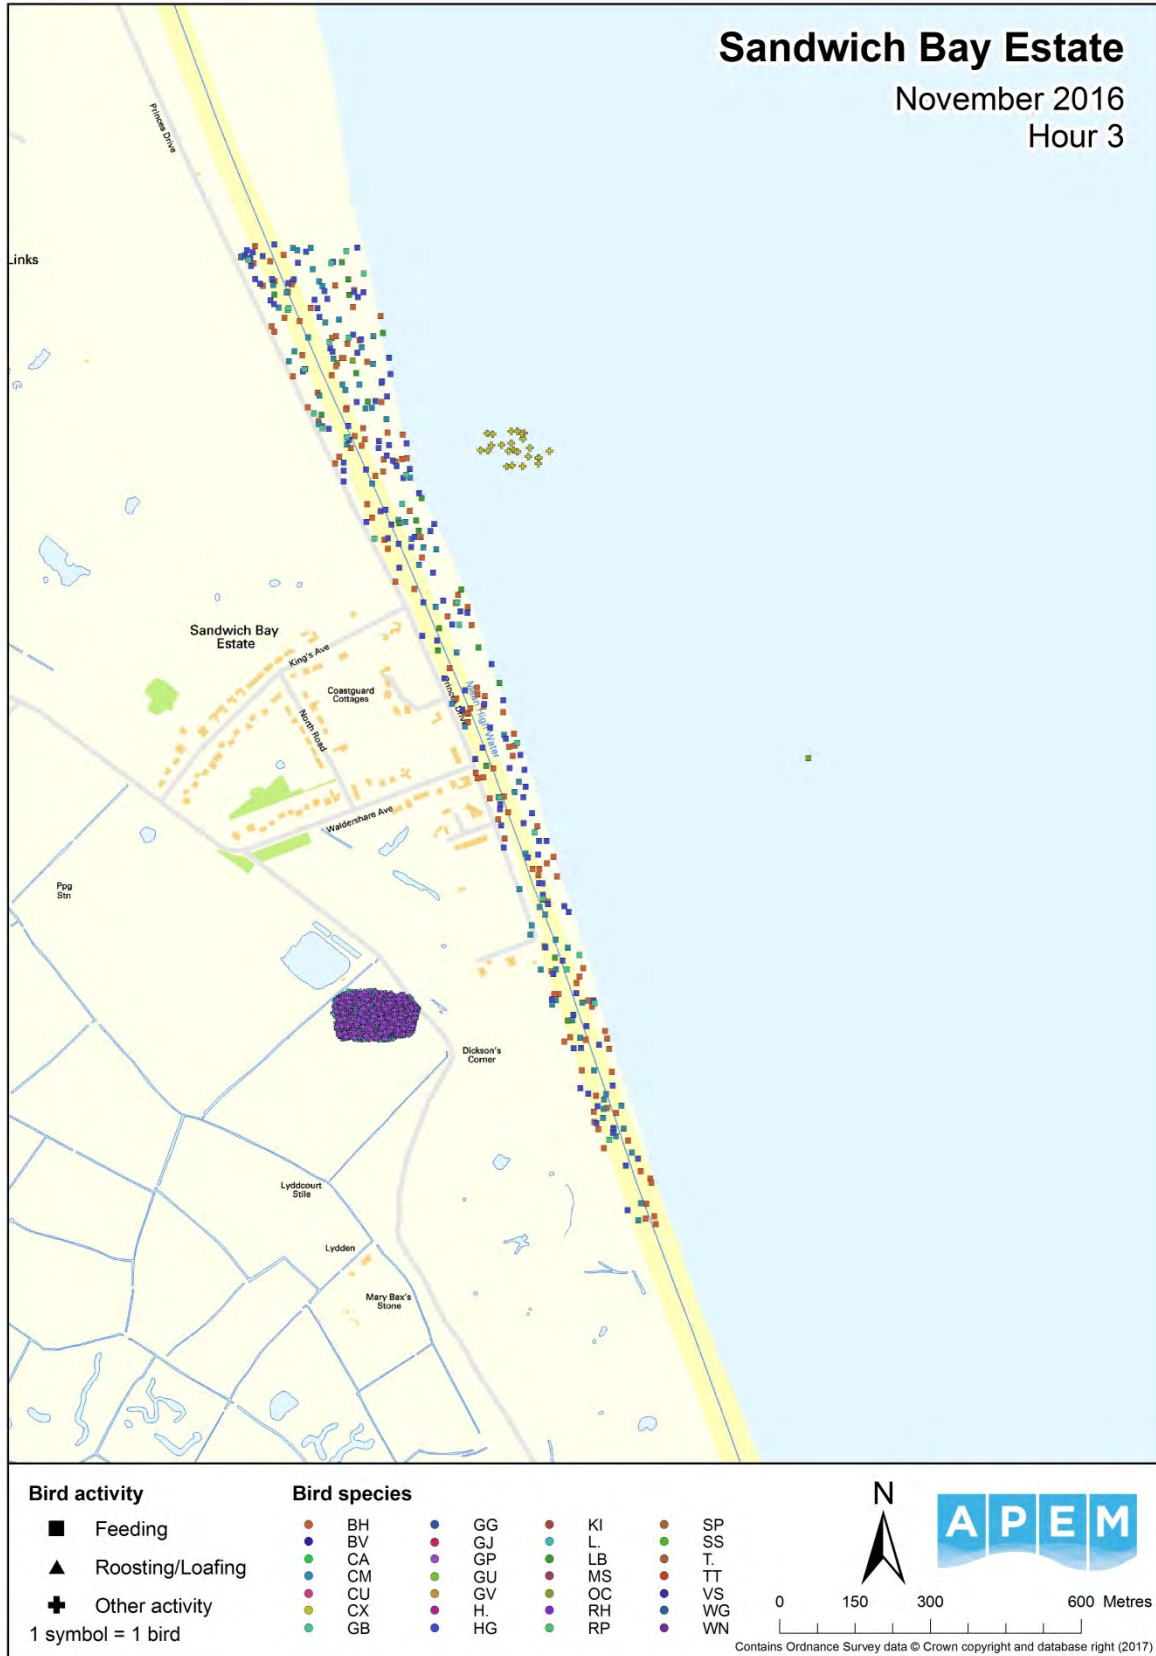 Sandwich Bay Estate
November 2016
Hour 3
Princes Drive
Links
Sandwich Bay
Estate
King's Ave
Coastguard
Cottages
North Road
Princes Drive
Mean High Water
Waldershare Ave
Ppg
Stn
Dickson's
Corner
Lyddcourt
Stile
Lydden
Mary Bax's
Stone
Bird activity
Feeding
Roosting/Loafing
Other activity
1 symbol = 1 bird
Bird species
BH
BV
CA
CM
CU
CX
GB
GG
GJ
GP
GU
GV
H.
HG
KI
L.
LB
MS
OC
RH
RP
SP
SS
T.
TT
VS
WG
WN
N
APEM
0 150 300 600 Metres
Contains Ordnance Survey data © Crown copyright and database right (2017)